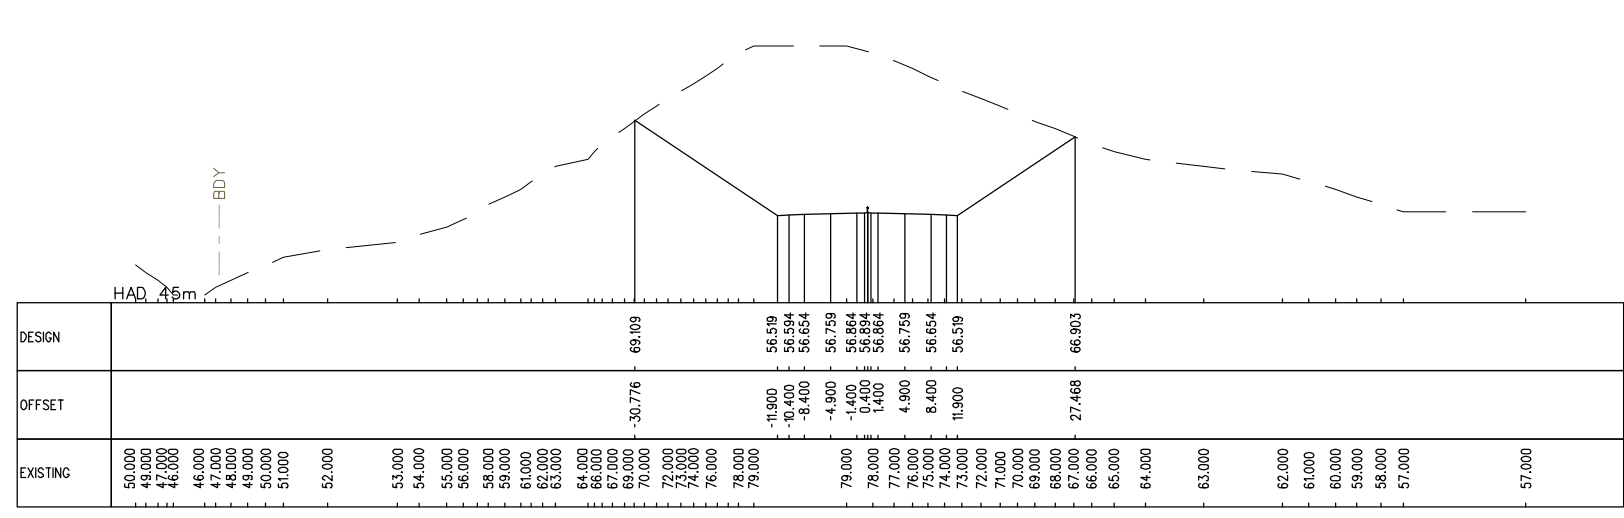 BDY
HAD 45m
DESIGN
69.109 56.519 56.594 56.654 56.759 56.864 56.894 56.864 56.759 56.654 56.519 66.903
OFFSET
-30.776 -11.900 -10.400 -8.400 -4.900 -1.400 0.400 1.400 4.900 8.400 11.900 27.468
EXISTING
50.000 49.000 47.000 46.000 46.000 47.000 48.000 49.000 50.000 51.000 52.000 53.000 54.000 55.000 56.000 58.000 59.000 61.000 62.000 63.000 64.000 66.000 67.000 69.000 70.000 72.000 73.000 74.000 76.000 78.000 79.000 79.000 78.000 77.000 76.000 75.000 74.000 73.000 72.000 71.000 70.000 69.000 68.000 67.000 66.000 65.000 64.000 63.000 62.000 61.000 60.000 59.000 58.000 57.000 57.000